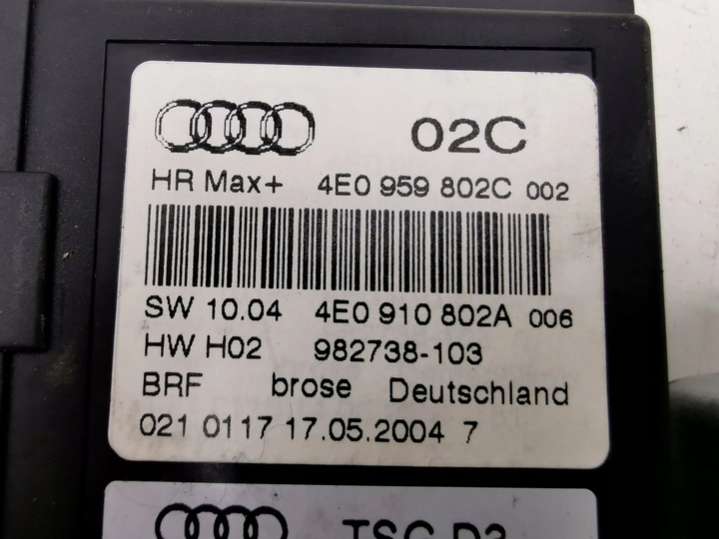 02C
HR Max+ 4E0 959 802C 002
SW 10.04 4E0 910 802A 006
HW H02 982738-103
BRF brose Deutschland
021 0117 17.05.2004 7
TSG D3